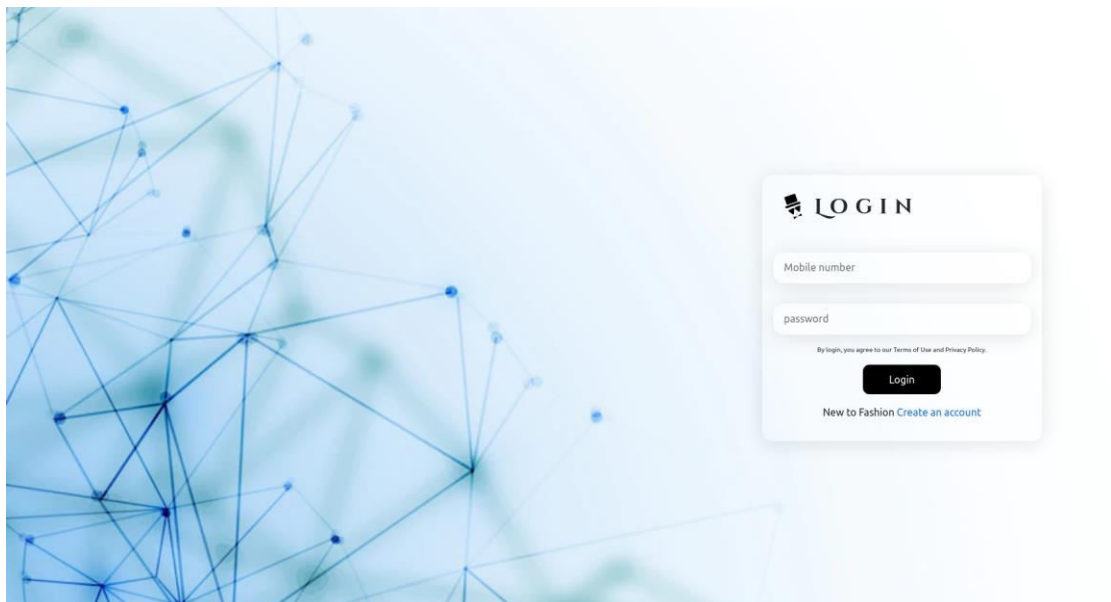 LOGIN
Mobile number
password
By login, you agree to our Terms of Use and Privacy Policy.
Login
New to Fashion Create an account